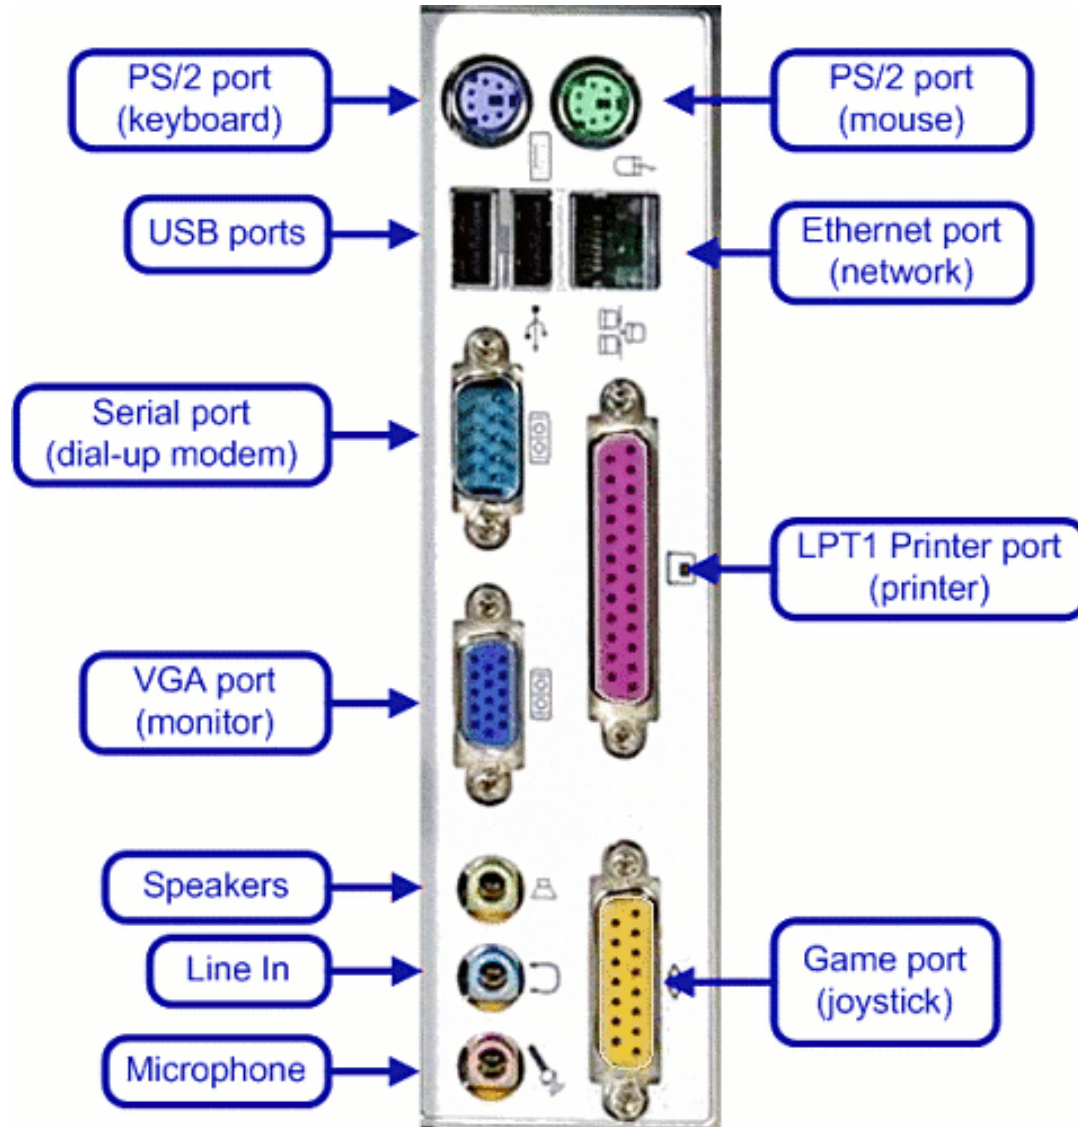 PS/2 port
(keyboard)
PS/2 port
(mouse)
USB ports
Ethernet port
(network)
Serial port
(dial-up modem)
LPT1 Printer port
(printer)
VGA port
(monitor)
Speakers
Line In
Game port
(joystick)
Microphone